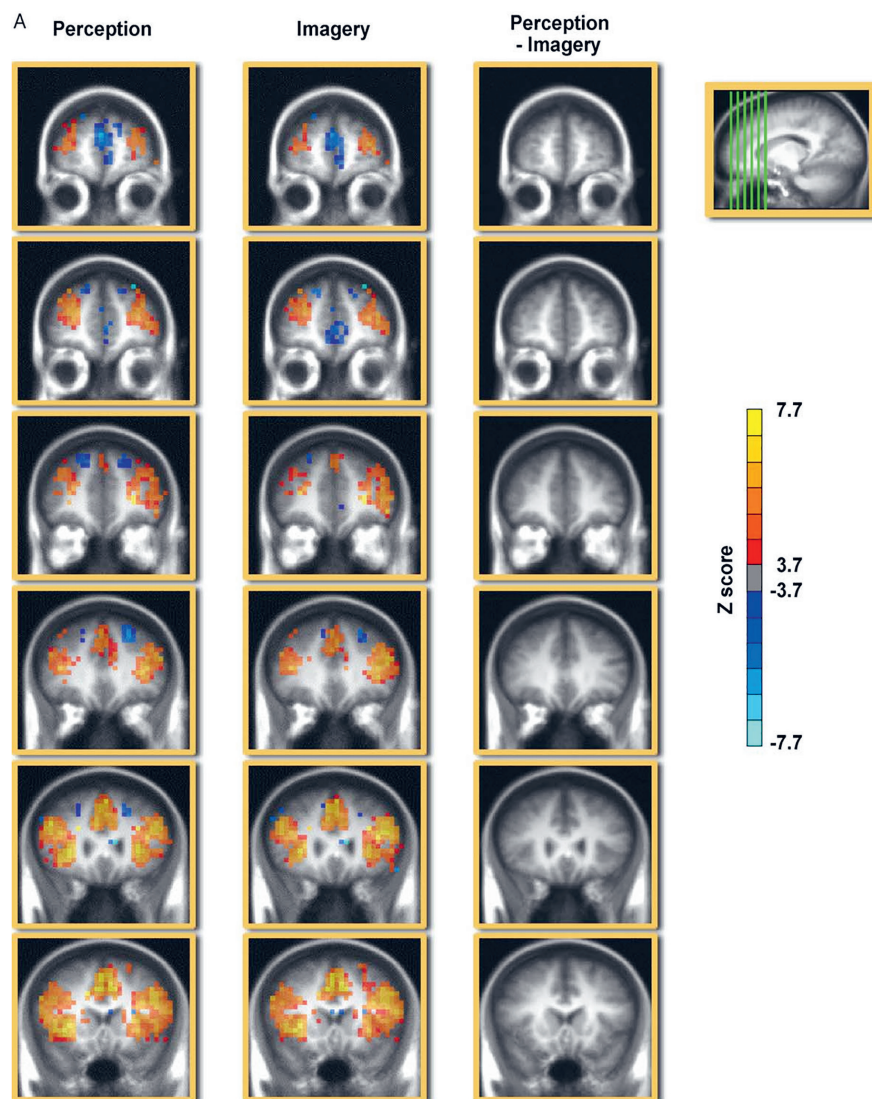 A
Perception
Imagery
Perception
- Imagery
Z score
7.7
3.7
-3.7
-7.7